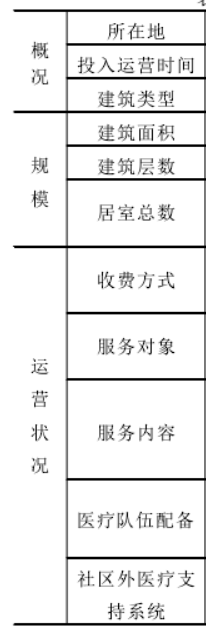 概况
所在地
投入运营时间
建筑类型
规模
建筑面积
建筑层数
居室总数
运营状况
收费方式
服务对象
服务内容
医疗队伍配备
社区外医疗支
持系统